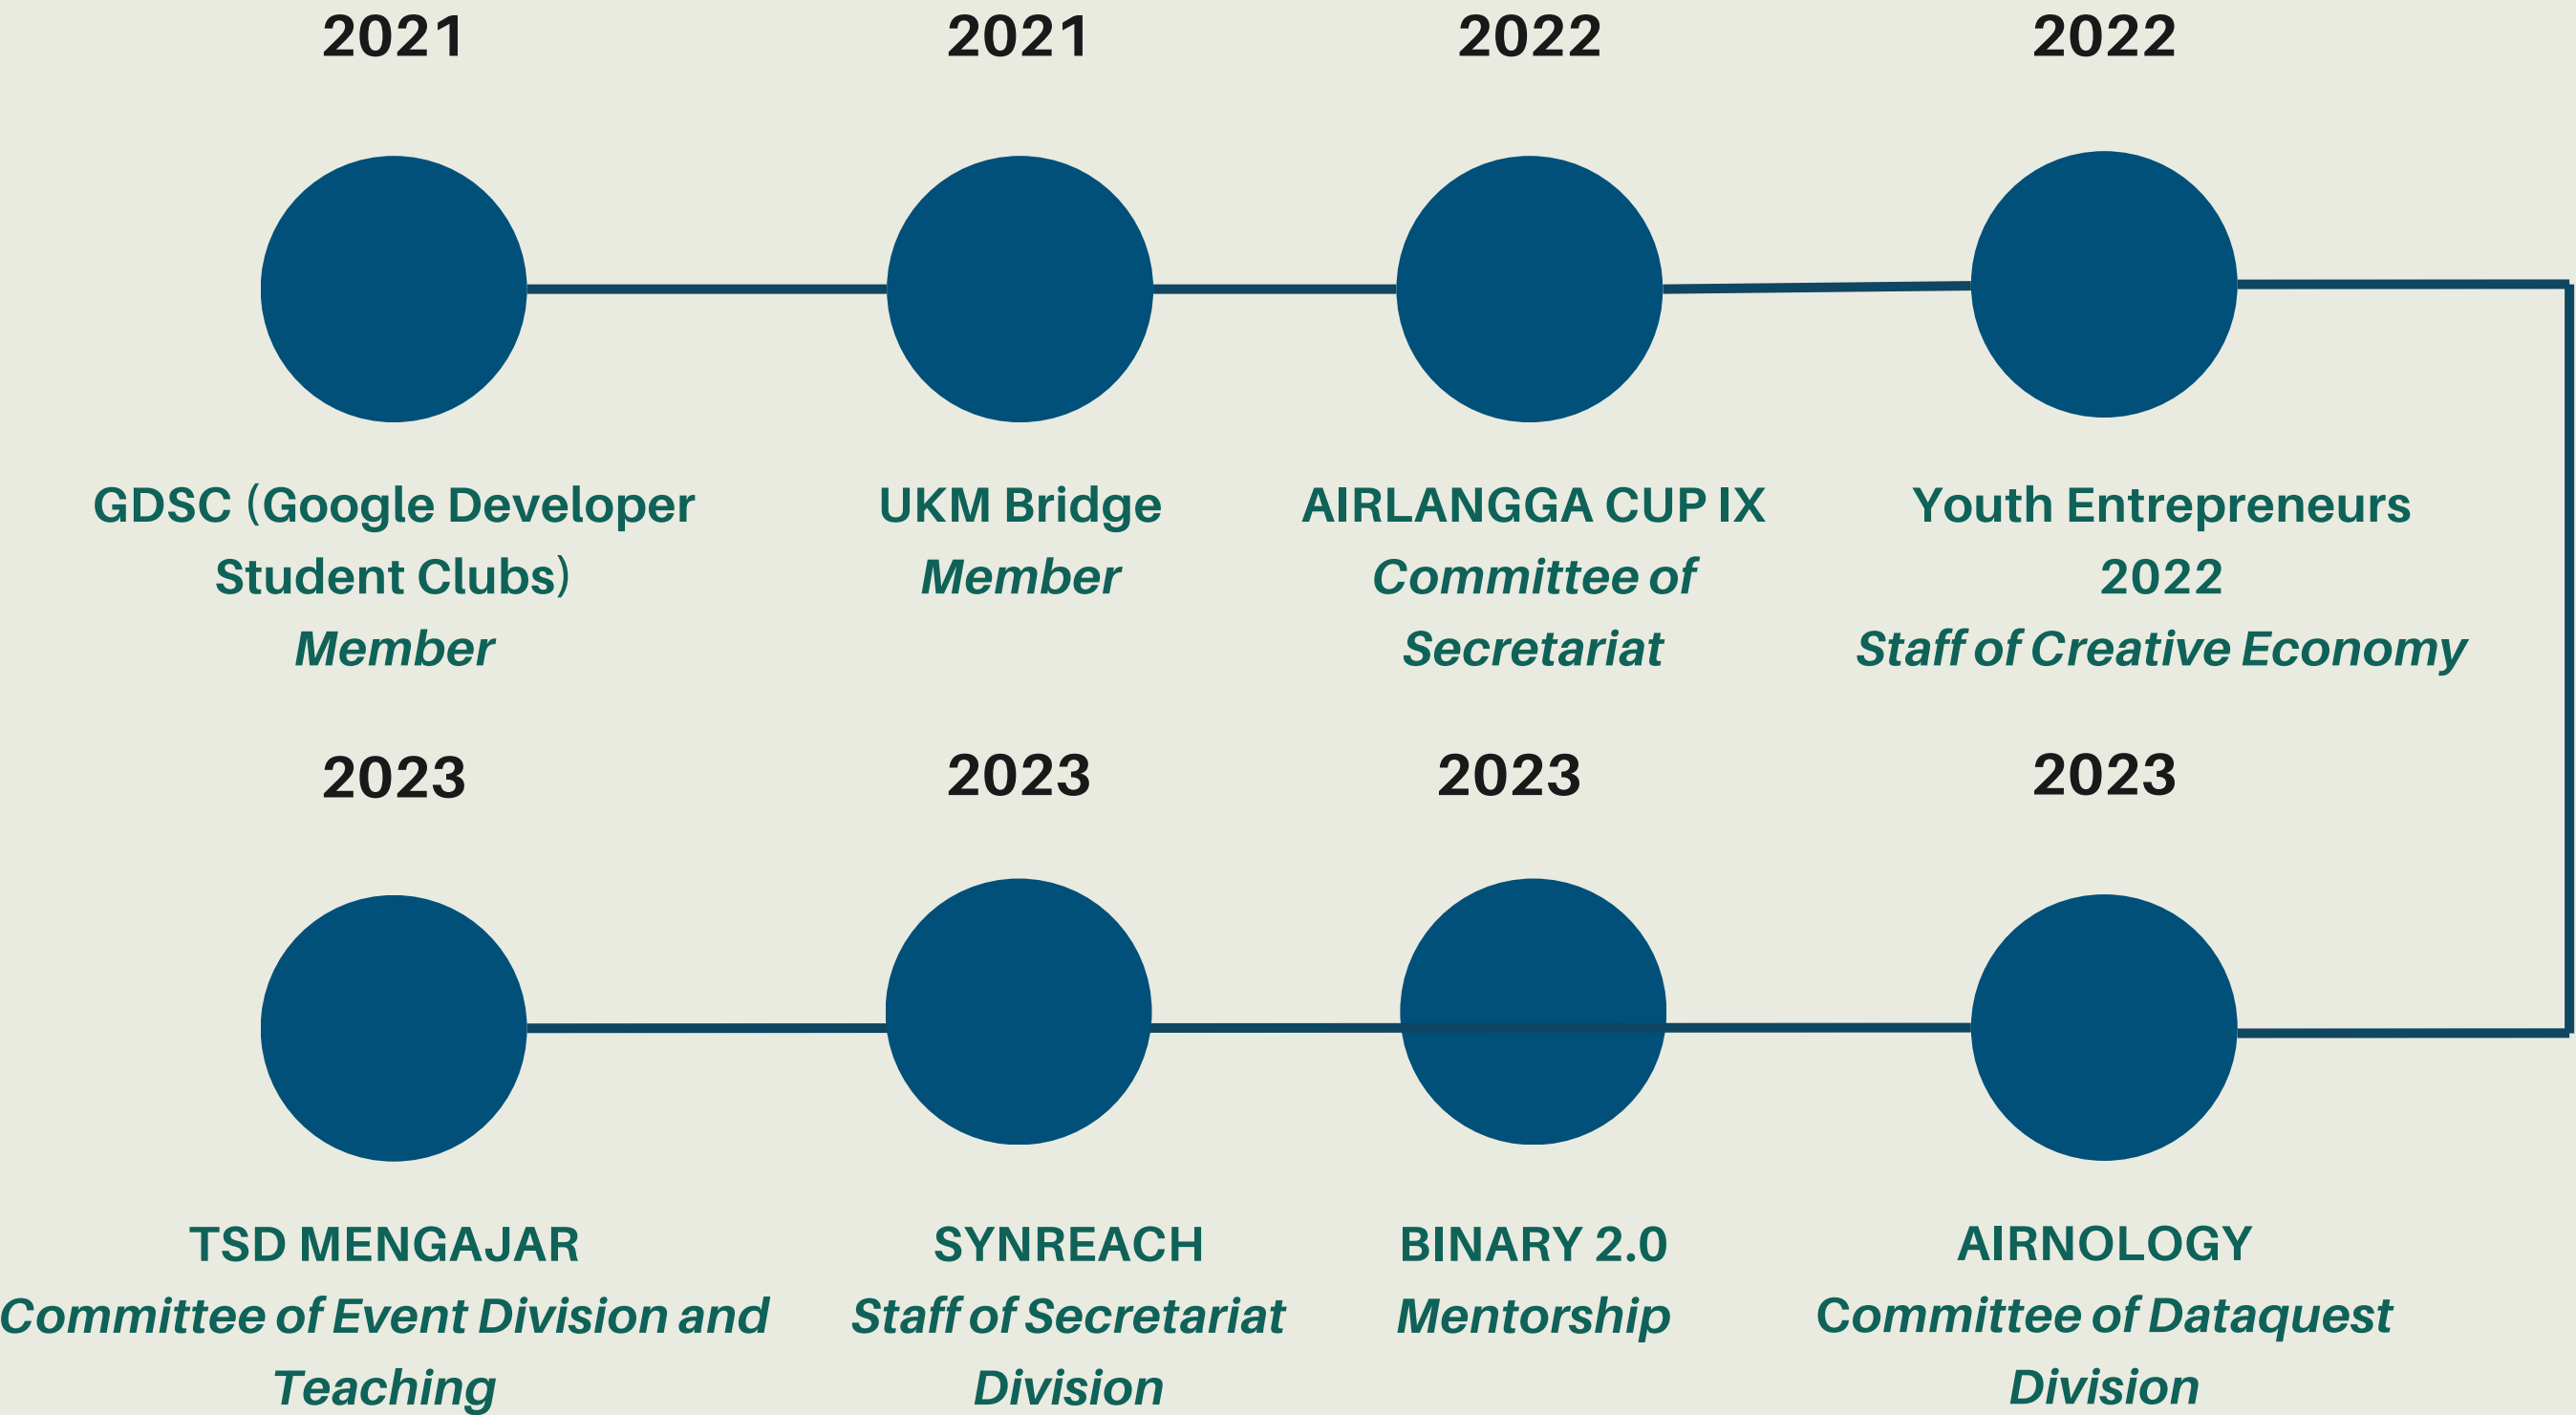 2021
2021
2022
2022
GDSC (Google Developer
Student Clubs)
Member
UKM Bridge
Member
AIRLANGGA CUP IX
Committee of
Secretariat
Youth Entrepreneurs
2022
Staff of Creative Economy
2023
2023
2023
2023
TSD MENGAJAR
Committee of Event Division and
Teaching
SYNREACH
Staff of Secretariat
Division
BINARY 2.0
Mentorship
AIRNOLOGY
Committee of Dataquest
Division